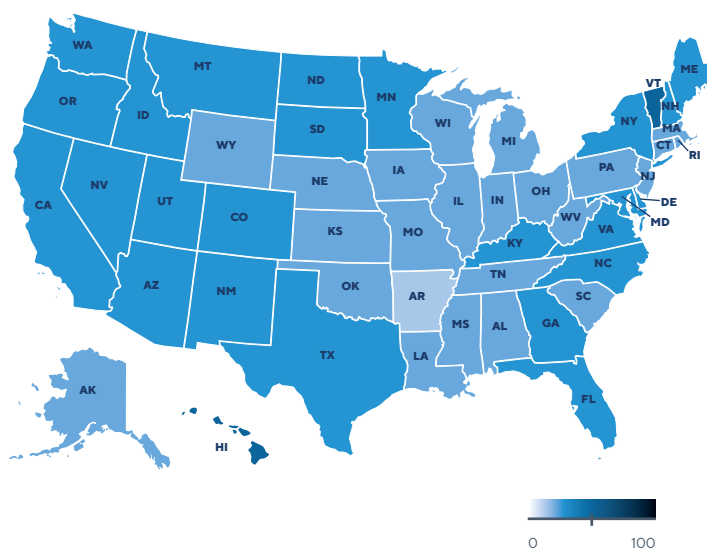 WA
MT
ND
MN
ME
VT
NH
OR
ID
SD
WI
NY
MA
WY
MI
CT
RI
IA
PA
NJ
NE
OH
NV
UT
CO
IL
IN
DE
CA
WV
MD
KS
MO
KY
VA
NC
AZ
NM
OK
AR
TN
SC
MS
AL
GA
TX
LA
AK
FL
HI
0 100